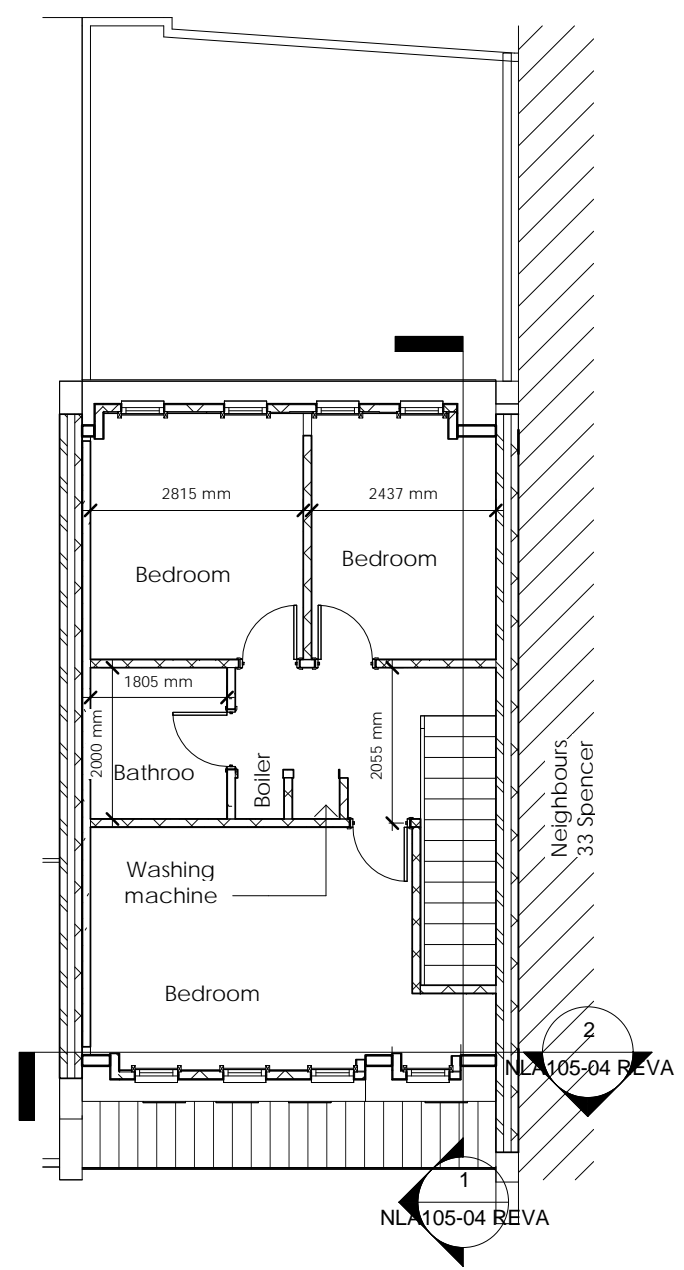 2815 mm
2437 mm
Bedroom
Bedroom
1805 mm
2000 mm
2055 mm
Bathroo
Boiler
Neighbours
33 Spencer
Washing
machine
Bedroom
2
NLA105-04 REVA
1
NLA105-04 REVA